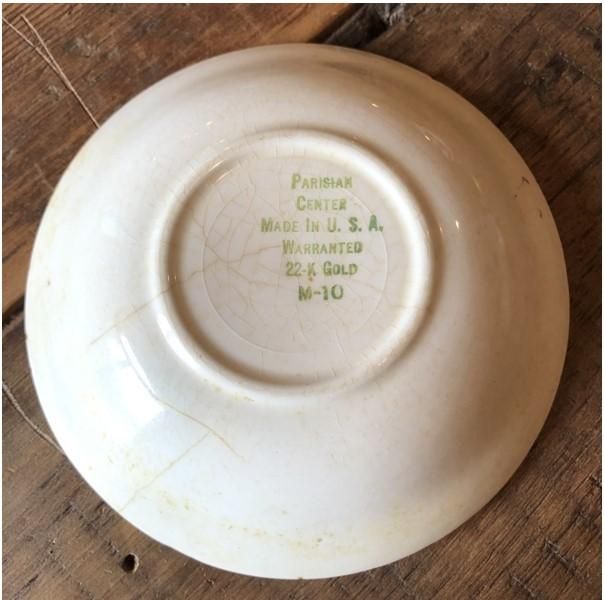 PARISIAN
CENTER
MADE IN U. S. A.
WARRANTED
22-K GOLD
M-10